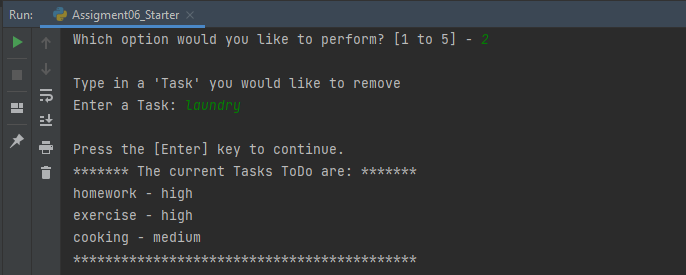 Run: Assigment06_Starter ×
Which option would you like to perform? [1 to 5] - 2
Type in a 'Task' you would like to remove
Enter a Task: laundry
Press the [Enter] key to continue.
******* The current Tasks ToDo are: *******
homework - high
exercise - high
cooking - medium
*******************************************